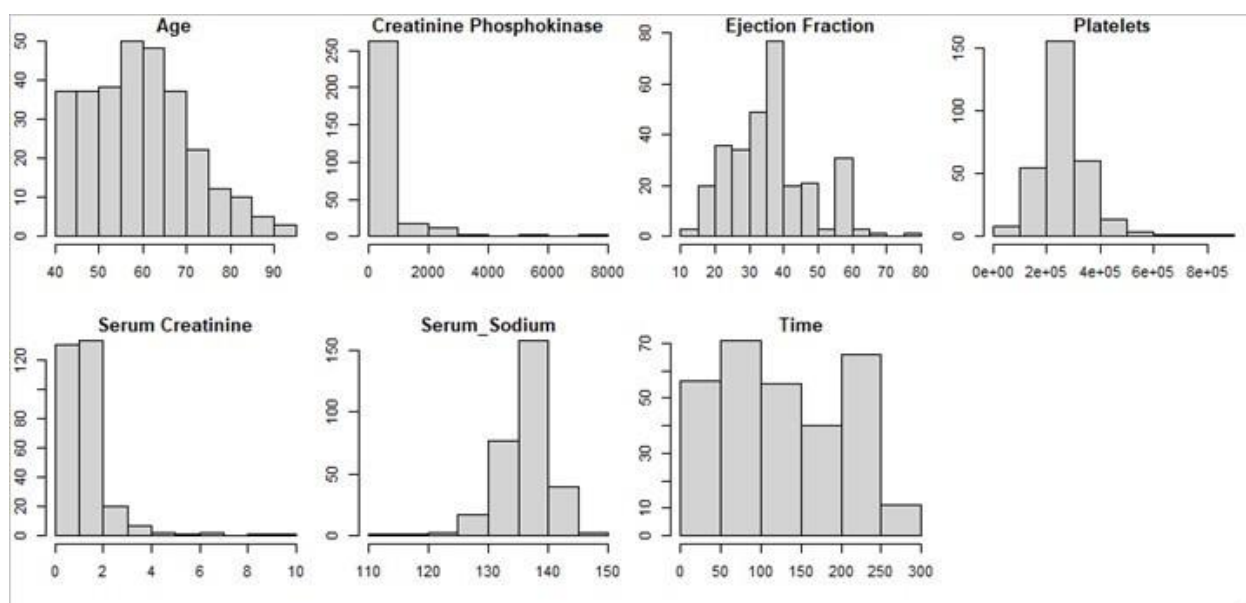 Age
50
40
30
20
10
0
40 50 60 70 80 90
Creatinine Phosphokinase
250
200
150
100
50
0
0 2000 4000 6000 8000
Ejection Fraction
80
60
40
20
0
10 20 30 40 50 60 70 80
Platelets
150
100
50
0
0e+00 2e+05 4e+05 6e+05 8e+05
Serum Creatinine
120
80
60
40
20
0
0 2 4 6 8 10
Serum_Sodium
150
100
50
0
110 120 130 140 150
Time
70
50
30
10
0
0 50 100 150 200 250 300